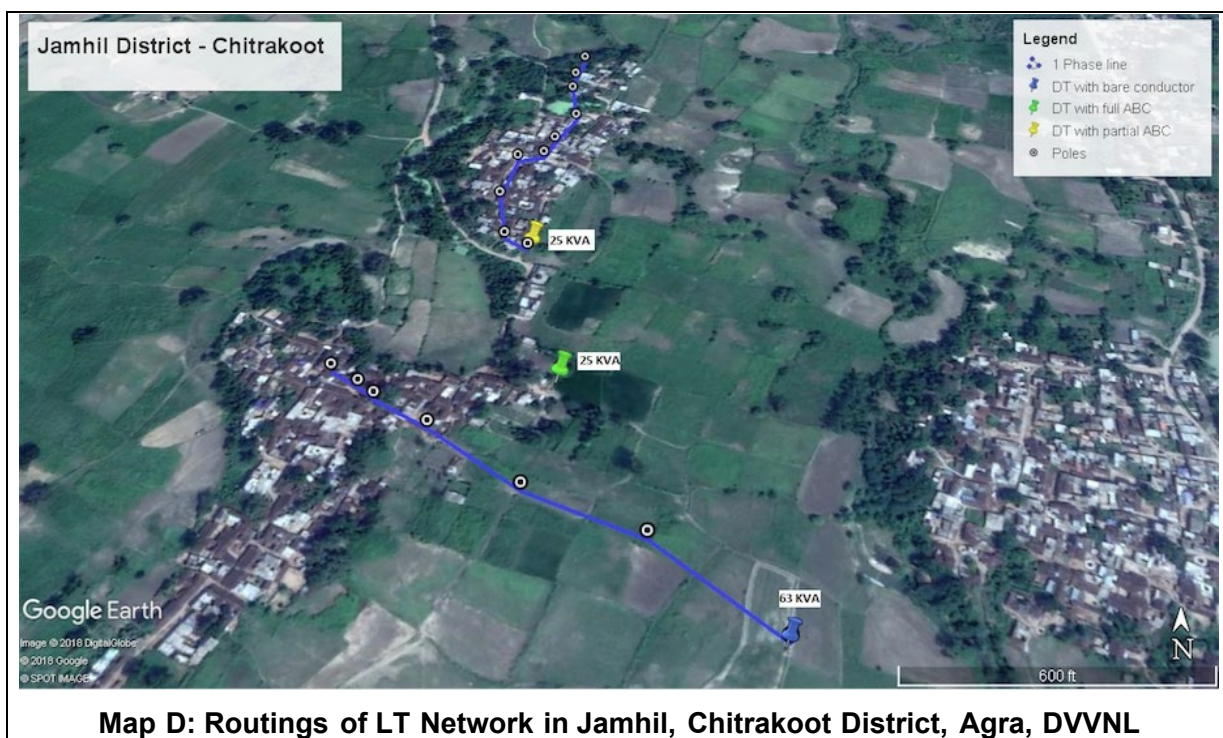 Jamhil District - Chitrakoot
Legend
1 Phase line
DT with bare conductor
DT with full ABC
DT with partial ABC
Poles
25 KVA
25 KVA
63 KVA
Google Earth
Image © 2018 DigitalGlobe
© 2018 Google
© SPOT IMAGE
N
600 ft
Map D: Routings of LT Network in Jamhil, Chitrakoot District, Agra, DVVNL